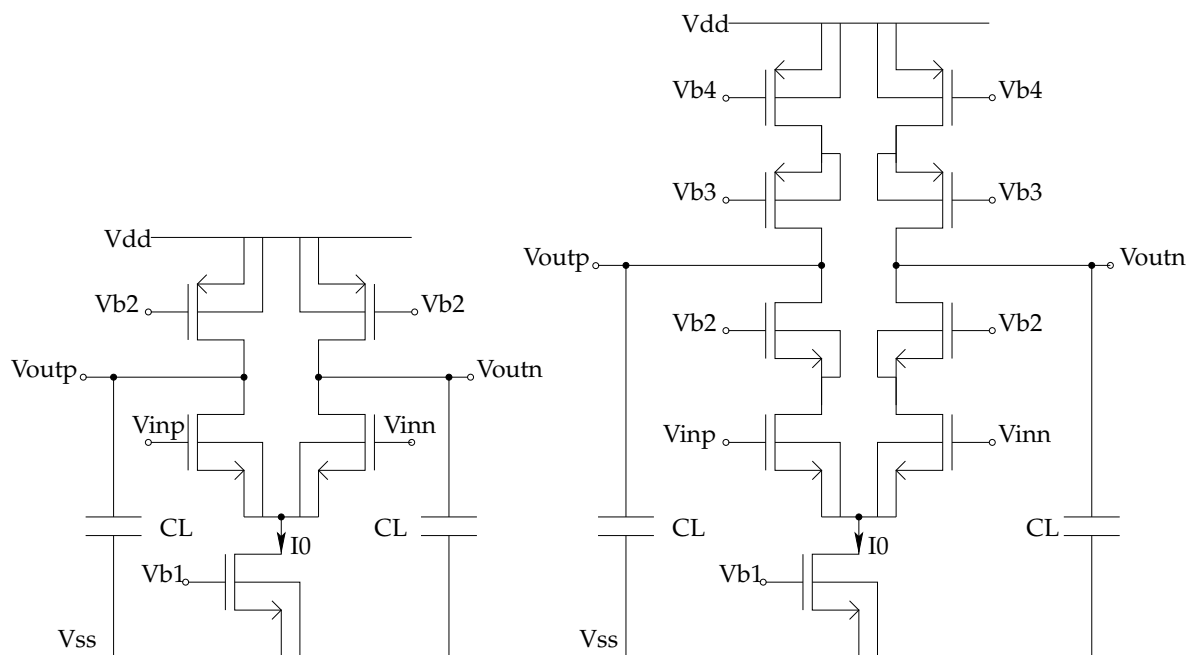 Vdd
Vb2
Vb2
Voutp
Voutn
Vinp
Vinn
CL
CL
I0
Vb1
Vss
Vdd
Vb4
Vb4
Vb3
Vb3
Voutp
Voutn
Vb2
Vb2
Vinp
Vinn
CL
CL
I0
Vb1
Vss